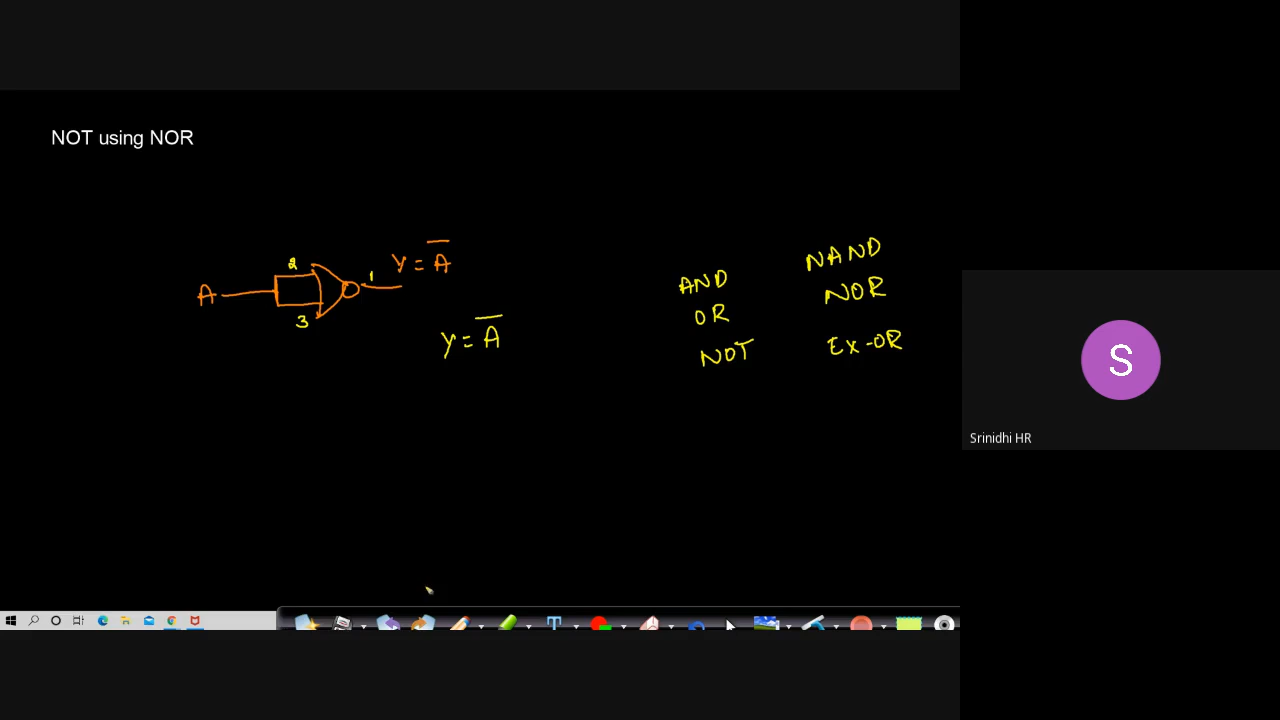 NOT using NOR
2
A
3
1
Y = A̅
Y = A̅
AND
OR
NOT
NAND
NOR
Ex-OR
S
Srinidhi HR